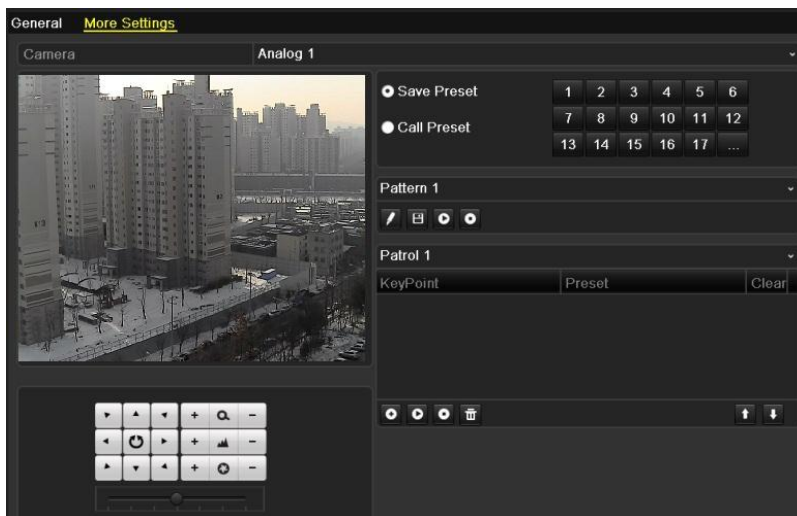 General More Settings
Camera Analog 1
Save Preset
Call Preset
1 2 3 4 5 6
7 8 9 10 11 12
13 14 15 16 17 ...
Pattern 1
Patrol 1
KeyPoint Preset Clear